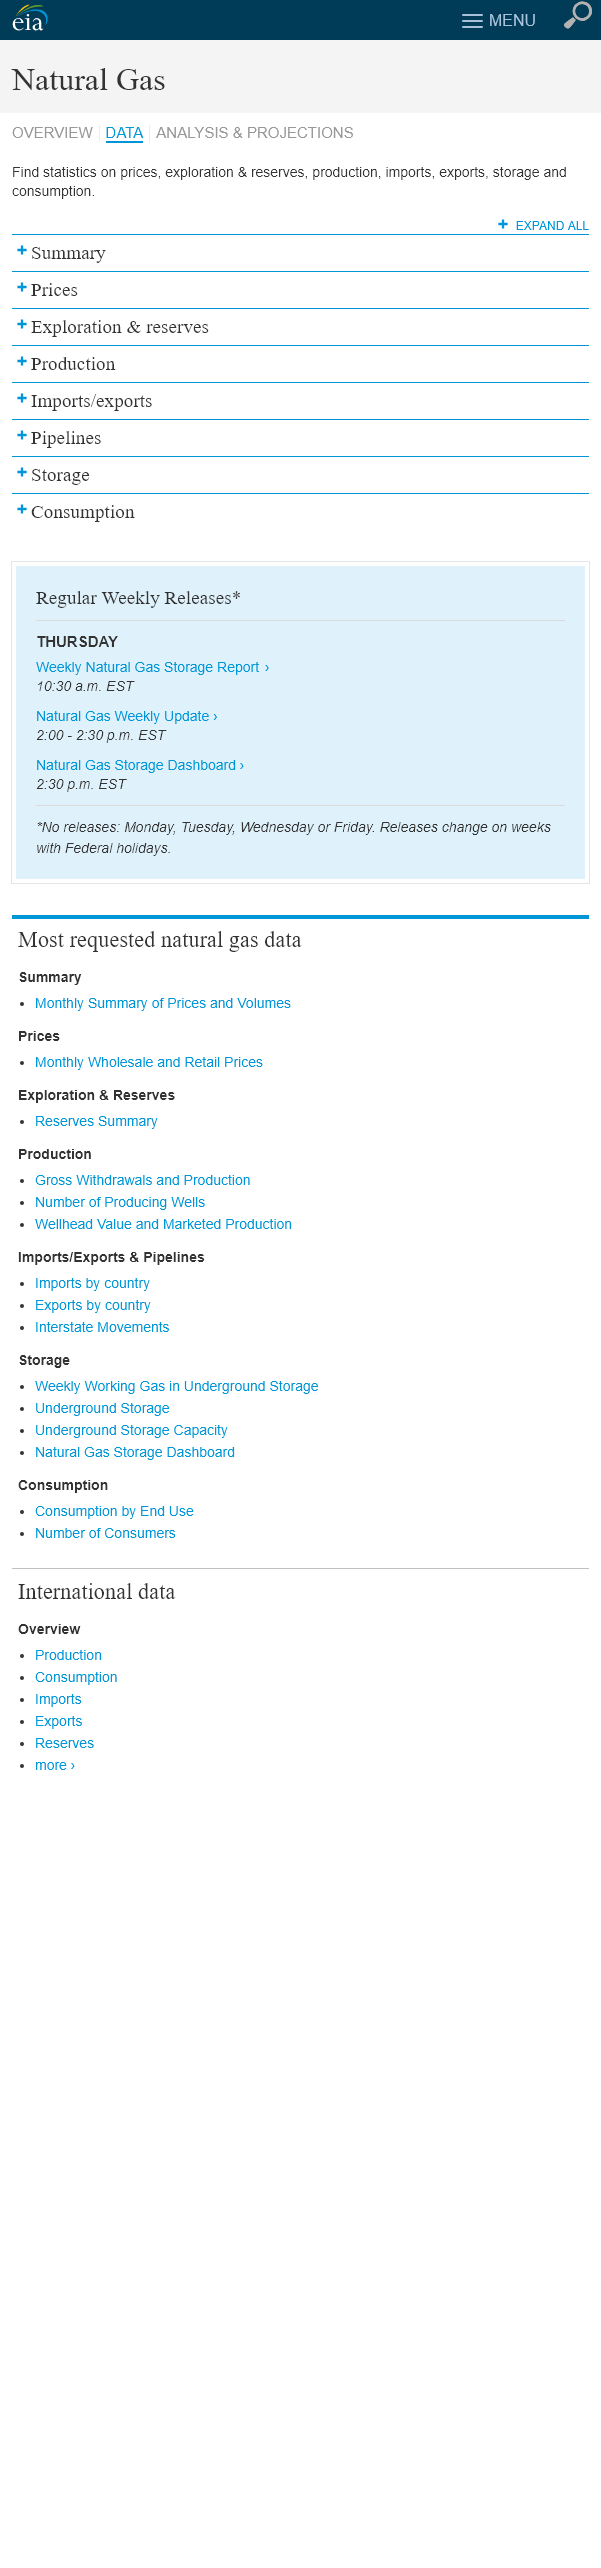 eia
MENU
Natural Gas
OVERVIEW DATA ANALYSIS & PROJECTIONS
Find statistics on prices, exploration & reserves, production, imports, exports, storage and
consumption.
+ EXPAND ALL
+ Summary
+ Prices
+ Exploration & reserves
+ Production
+ Imports/exports
+ Pipelines
+ Storage
+ Consumption
Regular Weekly Releases*
THURSDAY
Weekly Natural Gas Storage Report ›
10:30 a.m. EST
Natural Gas Weekly Update ›
2:00 - 2:30 p.m. EST
Natural Gas Storage Dashboard ›
2:30 p.m. EST
*No releases: Monday, Tuesday, Wednesday or Friday. Releases change on weeks
with Federal holidays.
Most requested natural gas data
Summary
• Monthly Summary of Prices and Volumes
Prices
• Monthly Wholesale and Retail Prices
Exploration & Reserves
• Reserves Summary
Production
• Gross Withdrawals and Production
• Number of Producing Wells
• Wellhead Value and Marketed Production
Imports/Exports & Pipelines
• Imports by country
• Exports by country
• Interstate Movements
Storage
• Weekly Working Gas in Underground Storage
• Underground Storage
• Underground Storage Capacity
• Natural Gas Storage Dashboard
Consumption
• Consumption by End Use
• Number of Consumers
International data
Overview
• Production
• Consumption
• Imports
• Exports
• Reserves
• more ›